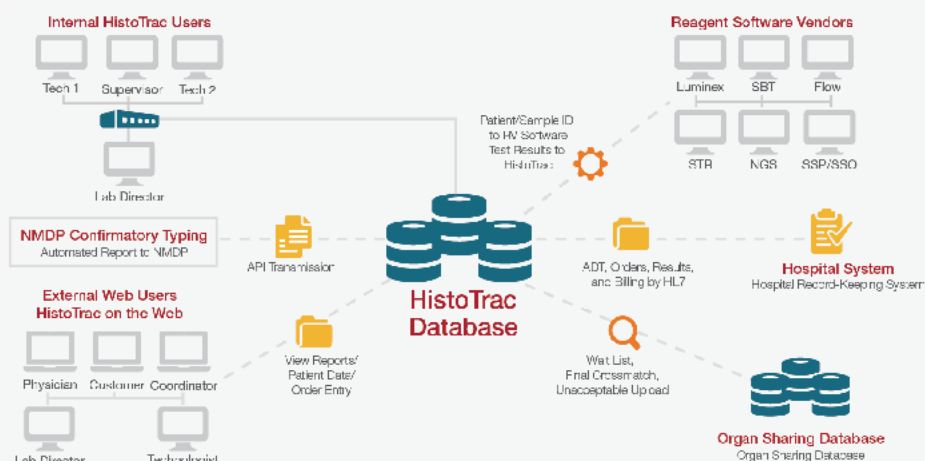 Internal HistoTrac Users
Tech 1
Supervisor
Tech 2
Lab Director
Reagent Software Vendors
Luminex
SBT
Flow
STR
NGS
SSP/SSO
Patient/Sample ID
to RV Software
Test Results to
HistoTrac
NMDP Confirmatory Typing
Automated Report to NMDP
API Transmission
HistoTrac
Database
ADT, Orders, Results,
and Billing by HL7
Hospital System
Hospital Record-Keeping System
External Web Users
HistoTrac on the Web
Physician
Customer
Coordinator
Lab Director
Technologist
View Reports/
Patient Data/
Order Entry
Wait List,
Final Crossmatch,
Unacceptable Upload
Organ Sharing Database
Organ Sharing Database